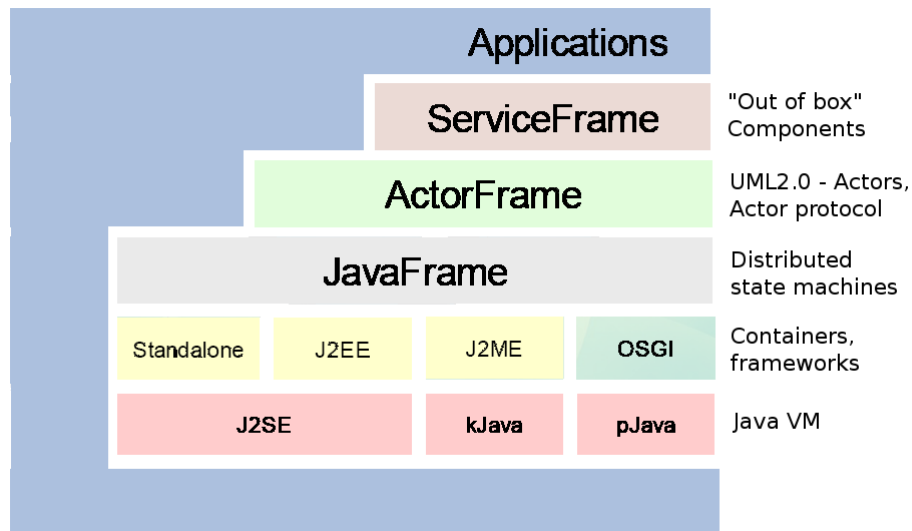 Applications
ServiceFrame
"Out of box"
Components
ActorFrame
UML2.0 - Actors,
Actor protocol
JavaFrame
Distributed
state machines
Standalone
J2EE
J2ME
OSGI
Containers,
frameworks
J2SE
kJava
pJava
Java VM